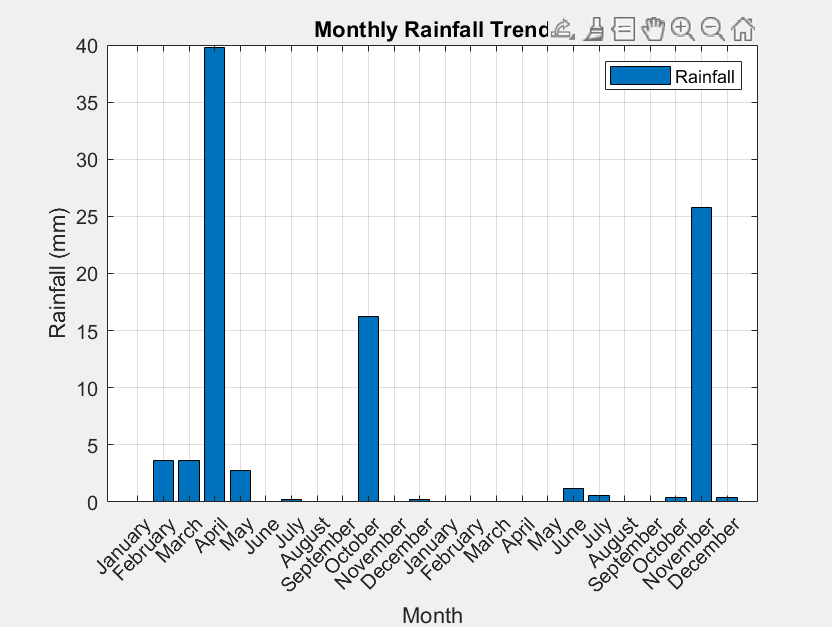 Monthly Rainfall Trend
40
35
30
25
20
15
10
5
0
Rainfall (mm)
Rainfall
January
February
March
April
May
June
July
August
September
October
November
December
January
February
March
April
May
June
July
August
September
October
November
December
Month